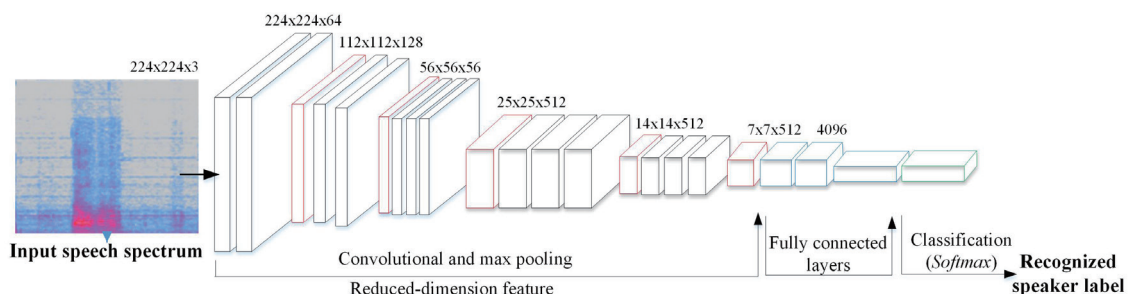 224x224x64
112x112x128
224x224x3
56x56x56
25x25x512
14x14x512
7x7x512
4096
Input speech spectrum
Convolutional and max pooling
Reduced-dimension feature
Fully connected
layers
Classification
(Softmax)
Recognized
speaker label